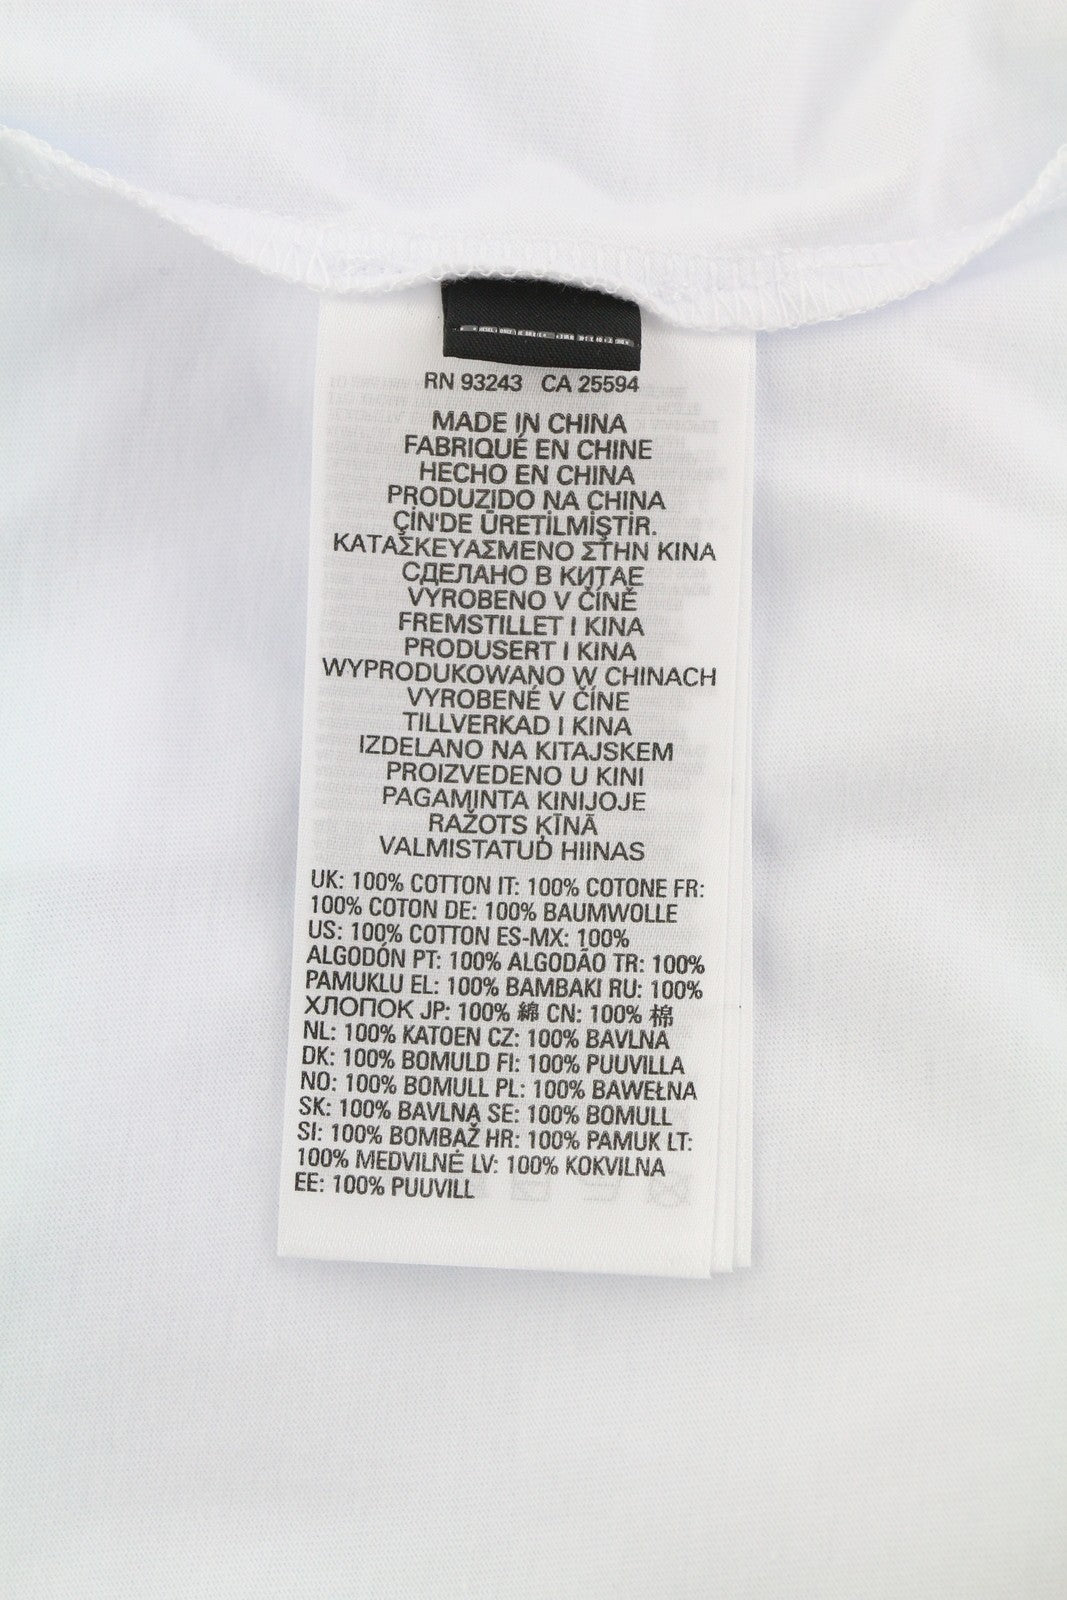 RN 93243 CA 25594
MADE IN CHINA
FABRIQUÉ EN CHINE
HECHO EN CHINA
PRODUZIDO NA CHINA
ÇİN'DE ÜRETİLMİŞTİR.
ΚΑΤΑΣΚΕΥΑΣΜΕΝΟ ΣΤΗΝ ΚΙΝΑ
СДЕЛАНО В КИТАЕ
VYROBENO V ČÍNĚ
FREMSTILLET I KINA
PRODUSERT I KINA
WYPRODUKOWANO W CHINACH
VYROBENÉ V ČÍNE
TILLVERKAD I KINA
IZDELANO NA KITAJSKEM
PROIZVEDENO U KINI
PAGAMINTA KINIJOJE
RAŽOTS ĶĪNĀ
VALMISTATUD HIINAS
UK: 100% COTTON IT: 100% COTONE FR:
100% COTON DE: 100% BAUMWOLLE
US: 100% COTTON ES-MX: 100%
ALGODÓN PT: 100% ALGODÃO TR: 100%
PAMUKLU EL: 100% ΒΑΜΒΑΚΙ RU: 100%
ХЛОПОК JP: 100% 綿 CN: 100% 棉
NL: 100% KATOEN CZ: 100% BAVLNA
DK: 100% BOMULD FI: 100% PUUVILLA
NO: 100% BOMULL PL: 100% BAWEŁNA
SK: 100% BAVLNA SE: 100% BOMULL
SI: 100% BOMBAŽ HR: 100% PAMUK LT:
100% MEDVILNĖ LV: 100% KOKVILNA
EE: 100% PUUVILL